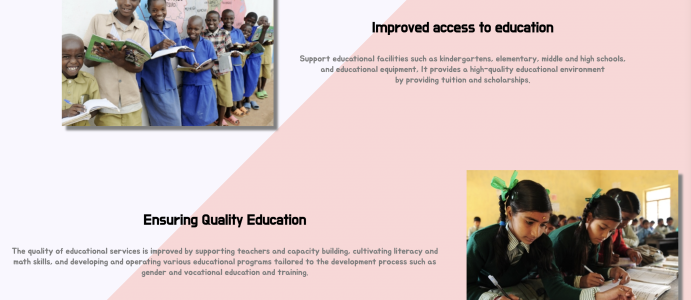 Improved access to education
Support educational facilities such as kindergartens, elementary, middle and high schools,
and educational equipment. It provides a high-quality educational environment
by providing tuition and scholarships.
Ensuring Quality Education
The quality of educational services is improved by supporting teachers and capacity building, cultivating literacy and
math skills, and developing and operating various educational programs tailored to the development process such as
gender and vocational education and training.